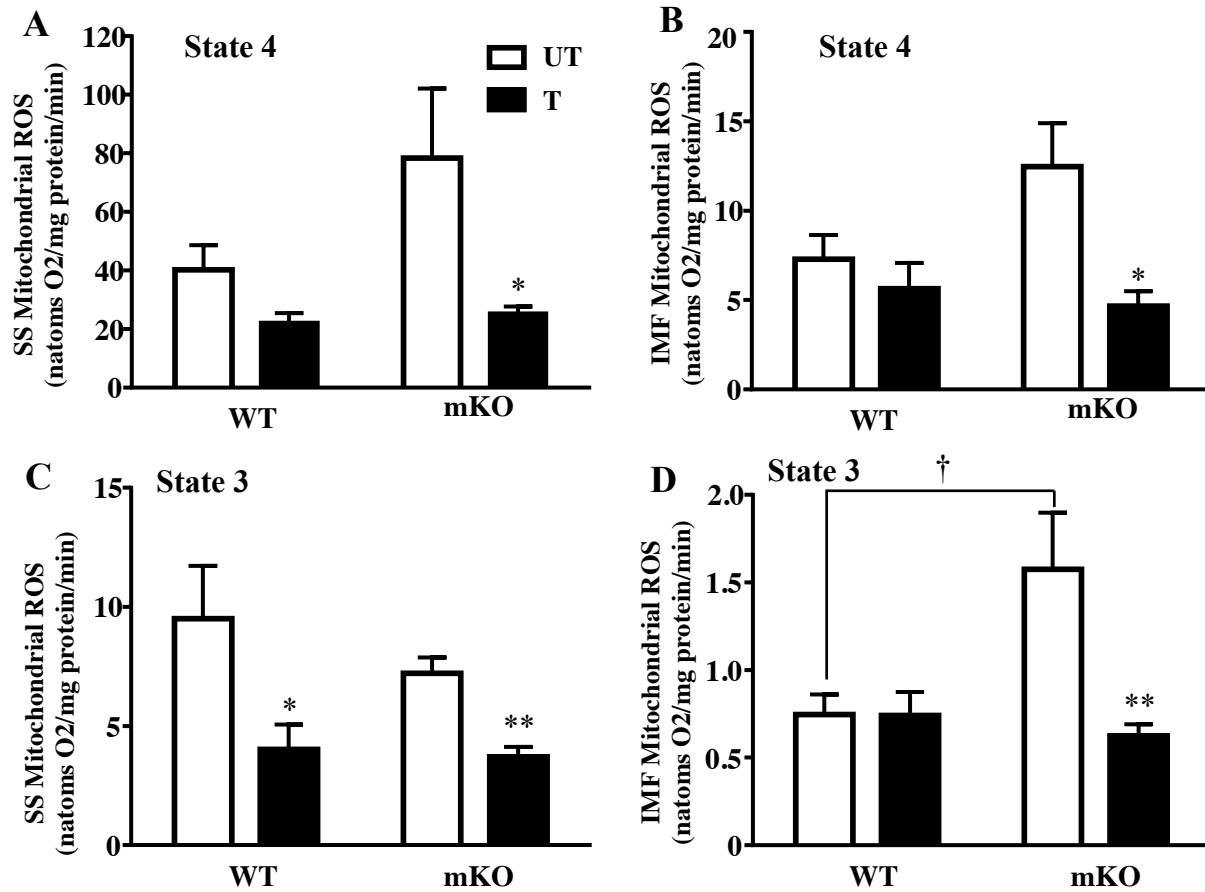 A
State 4
UT
T
SS Mitochondrial ROS
(natoms O2/mg protein/min)
120
100
80
60
40
20
0
*
WT
mKO
B
State 4
IMF Mitochondrial ROS
(natoms O2/mg protein/min)
20
15
10
5
0
*
WT
mKO
C
State 3
SS Mitochondrial ROS
(natoms O2/mg protein/min)
15
10
5
0
*
**
WT
mKO
D
State 3
†
IMF Mitochondrial ROS
(natoms O2/mg protein/min)
2.0
1.5
1.0
0.5
0
**
WT
mKO